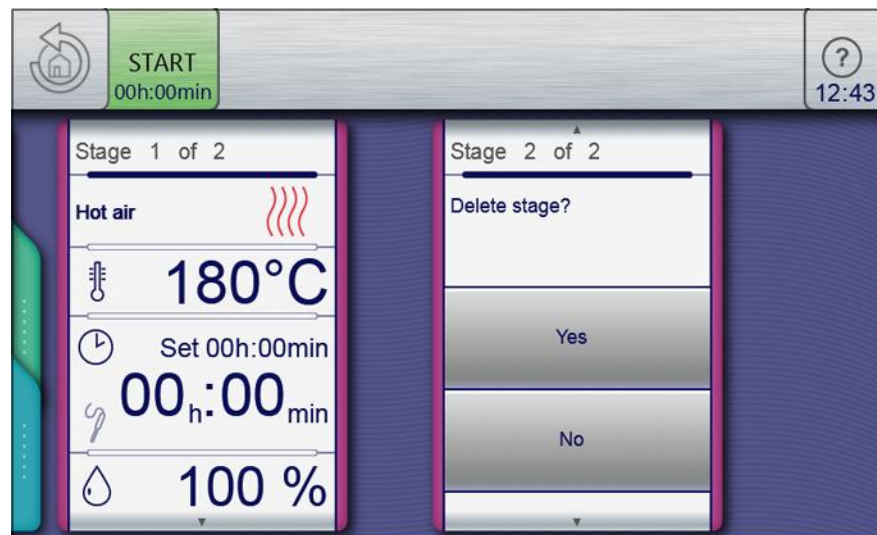 START
00h:00min
?
12:43
Stage 1 of 2
Hot air
180°C
Set 00h:00min
00h:00min
100 %
Stage 2 of 2
Delete stage?
Yes
No